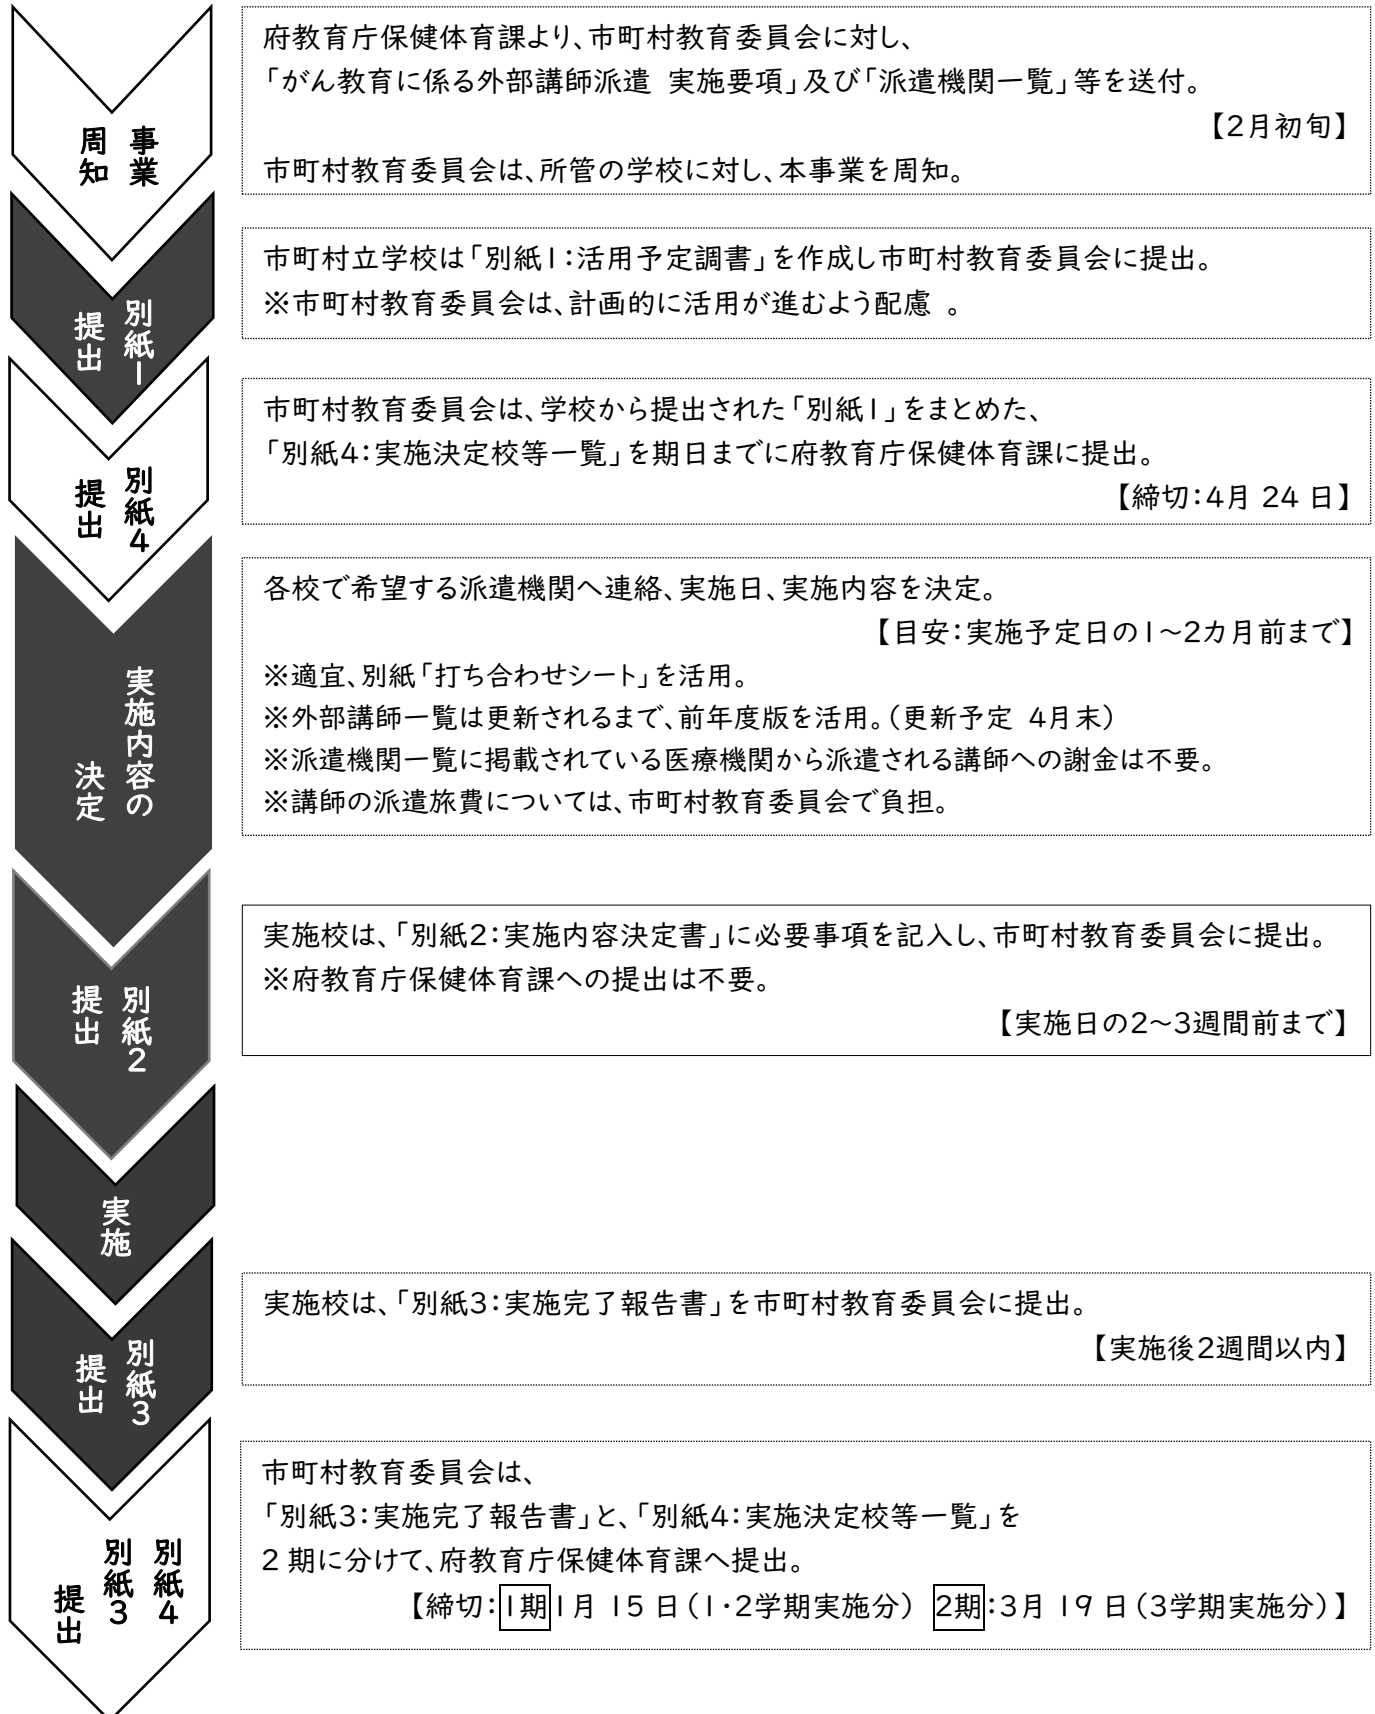 事業
周知
府教育庁保健体育課より、市町村教育委員会に対し、
「がん教育に係る外部講師派遣 実施要項」及び「派遣機関一覧」等を送付。
【2月初旬】
市町村教育委員会は、所管の学校に対し、本事業を周知。
別紙1
提出
市町村立学校は「別紙1:活用予定調書」を作成し市町村教育委員会に提出。
※市町村教育委員会は、計画的に活用が進むよう配慮 。
別紙4
提出
市町村教育委員会は、学校から提出された「別紙1」をまとめた、
「別紙4:実施決定校等一覧」を期日までに府教育庁保健体育課に提出。
【締切:4月 24 日】
実施内容の
決定
各校で希望する派遣機関へ連絡、実施日、実施内容を決定。
【目安:実施予定日の1~2カ月前まで】
※適宜、別紙「打ち合わせシート」を活用。
※外部講師一覧は更新されるまで、前年度版を活用。(更新予定 4月末)
※派遣機関一覧に掲載されている医療機関から派遣される講師への謝金は不要。
※講師の派遣旅費については、市町村教育委員会で負担。
別紙2
提出
実施校は、「別紙2:実施内容決定書」に必要事項を記入し、市町村教育委員会に提出。
※府教育庁保健体育課への提出は不要。
【実施日の2~3週間前まで】
実施
別紙3
提出
実施校は、「別紙3:実施完了報告書」を市町村教育委員会に提出。
【実施後2週間以内】
別紙4
別紙3
提出
市町村教育委員会は、
「別紙3:実施完了報告書」と、「別紙4:実施決定校等一覧」を
2 期に分けて、府教育庁保健体育課へ提出。
【締切:1期1月 15 日(1・2学期実施分) 2期:3月 19 日(3学期実施分)】